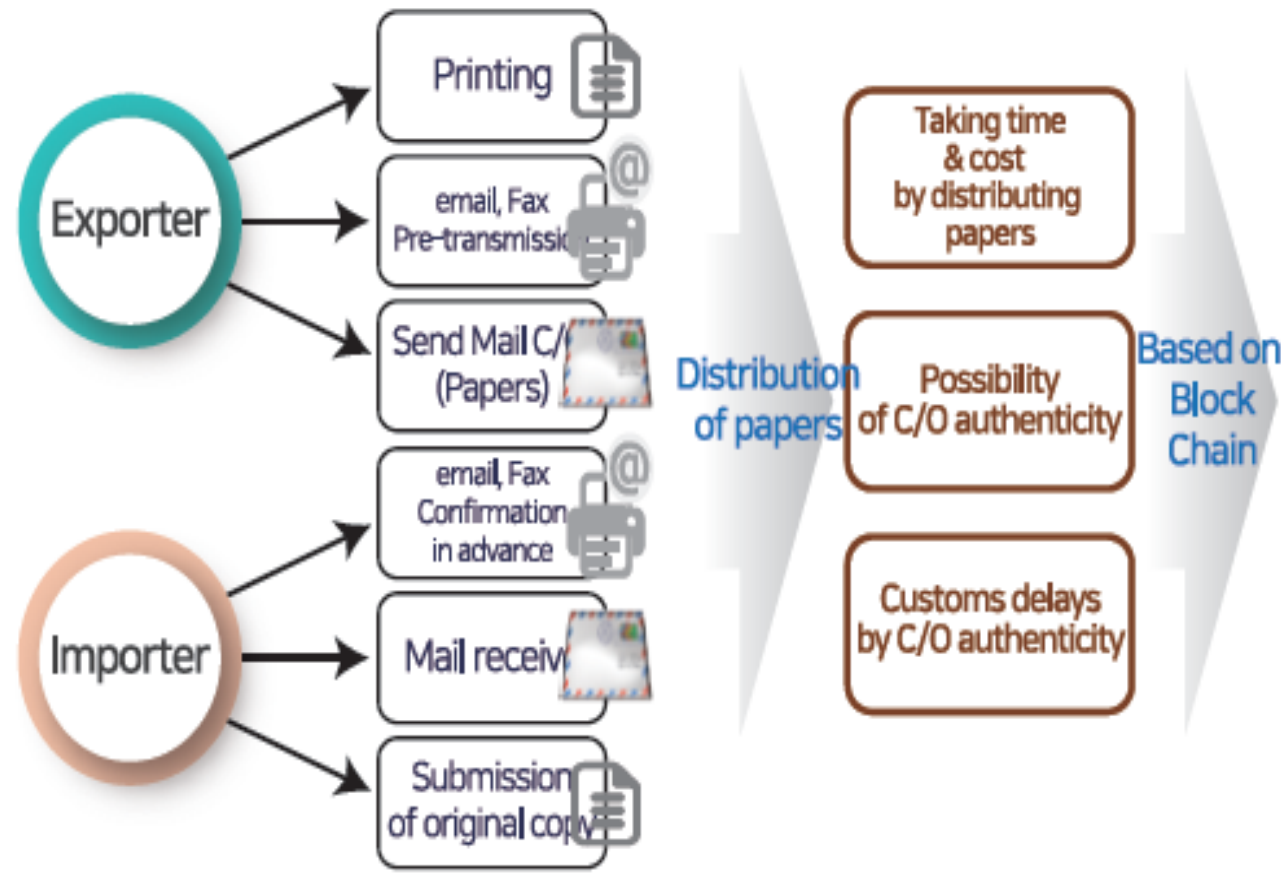 Exporter
Printing
@
email, Fax
Pre-transmission
Send Mail C/
(Papers)
Importer
@
email, Fax
Confirmation
in advance
Mail receiv
Submission
of original copy
Distribution
of papers
Taking time
& cost
by distributing
papers
Possibility
of C/O authenticity
Customs delays
by C/O authenticity
Based on
Block
Chain